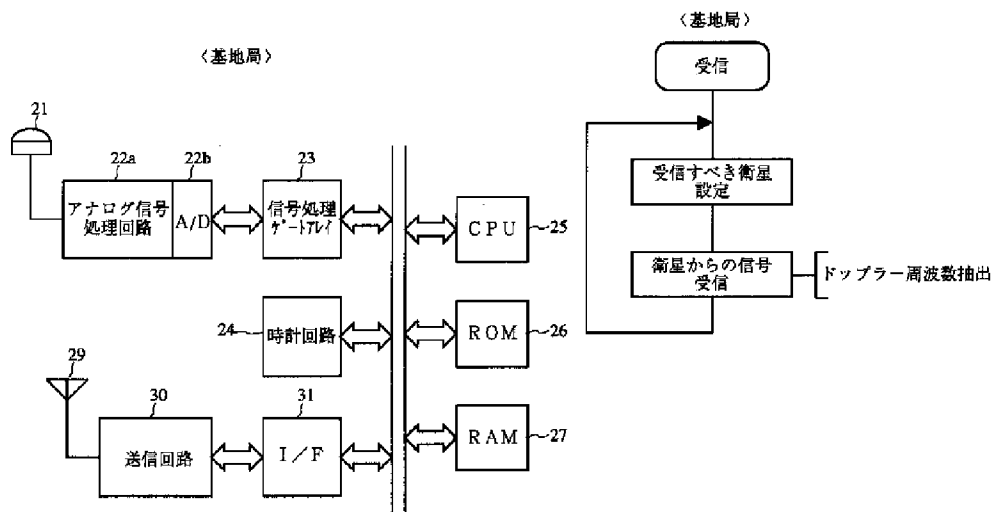 〈基地局〉
21
22a
22b
23
アナログ信号
処理回路
A/D
信号処理
ｹﾞｰﾄｱﾚｲ
CPU
25
24
時計回路
ROM
26
29
30
31
送信回路
I/F
RAM
27
〈基地局〉
受信
受信すべき衛星
設定
衛星からの信号
受信
ドップラー周波数抽出